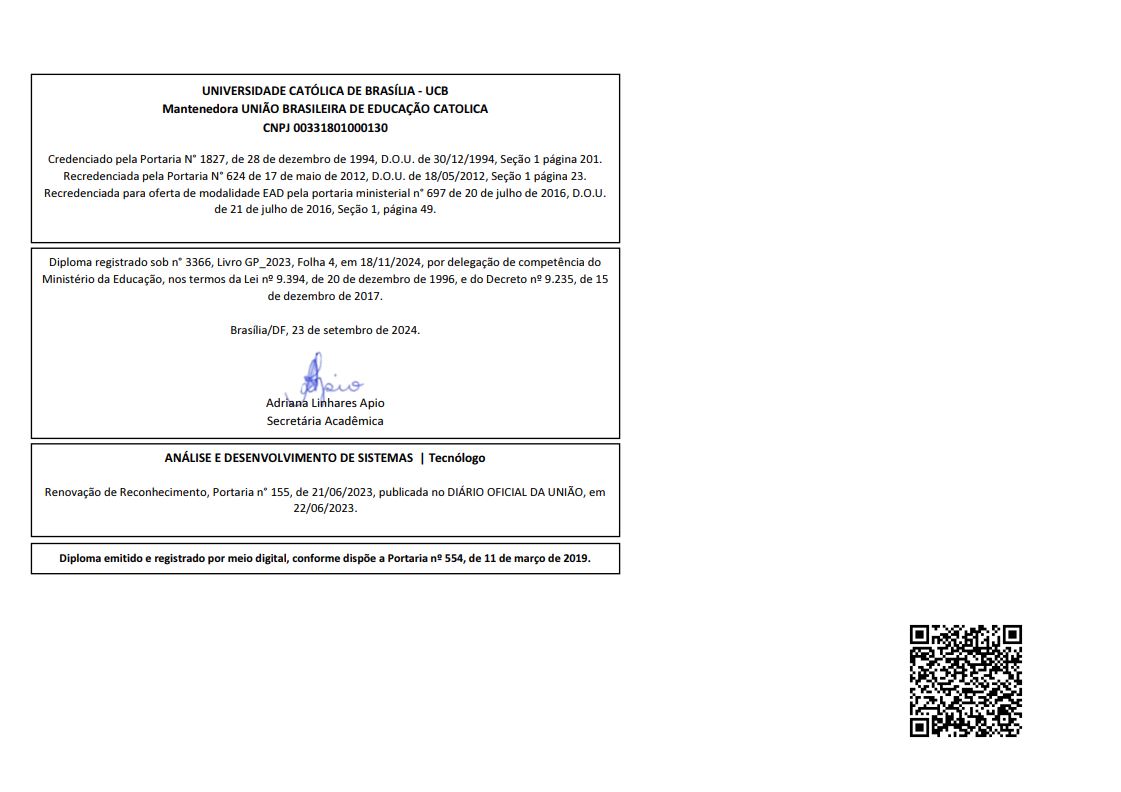 UNIVERSIDADE CATÓLICA DE BRASÍLIA - UCB
Mantenedora UNIÃO BRASILEIRA DE EDUCAÇÃO CATOLICA
CNPJ 00331801000130
Credenciado pela Portaria N° 1827, de 28 de dezembro de 1994, D.O.U. de 30/12/1994, Seção 1 página 201.
Recredenciada pela Portaria N° 624 de 17 de maio de 2012, D.O.U. de 18/05/2012, Seção 1 página 23.
Recredenciada para oferta de modalidade EAD pela portaria ministerial n° 697 de 20 de julho de 2016, D.O.U.
de 21 de julho de 2016, Seção 1, página 49.
Diploma registrado sob n° 3366, Livro GP_2023, Folha 4, em 18/11/2024, por delegação de competência do
Ministério da Educação, nos termos da Lei nº 9.394, de 20 de dezembro de 1996, e do Decreto nº 9.235, de 15
de dezembro de 2017.
Brasília/DF, 23 de setembro de 2024.
Apio
Adriana Linhares Apio
Secretária Acadêmica
ANÁLISE E DESENVOLVIMENTO DE SISTEMAS | Tecnólogo
Renovação de Reconhecimento, Portaria n° 155, de 21/06/2023, publicada no DIÁRIO OFICIAL DA UNIÃO, em
22/06/2023.
Diploma emitido e registrado por meio digital, conforme dispõe a Portaria nº 554, de 11 de março de 2019.